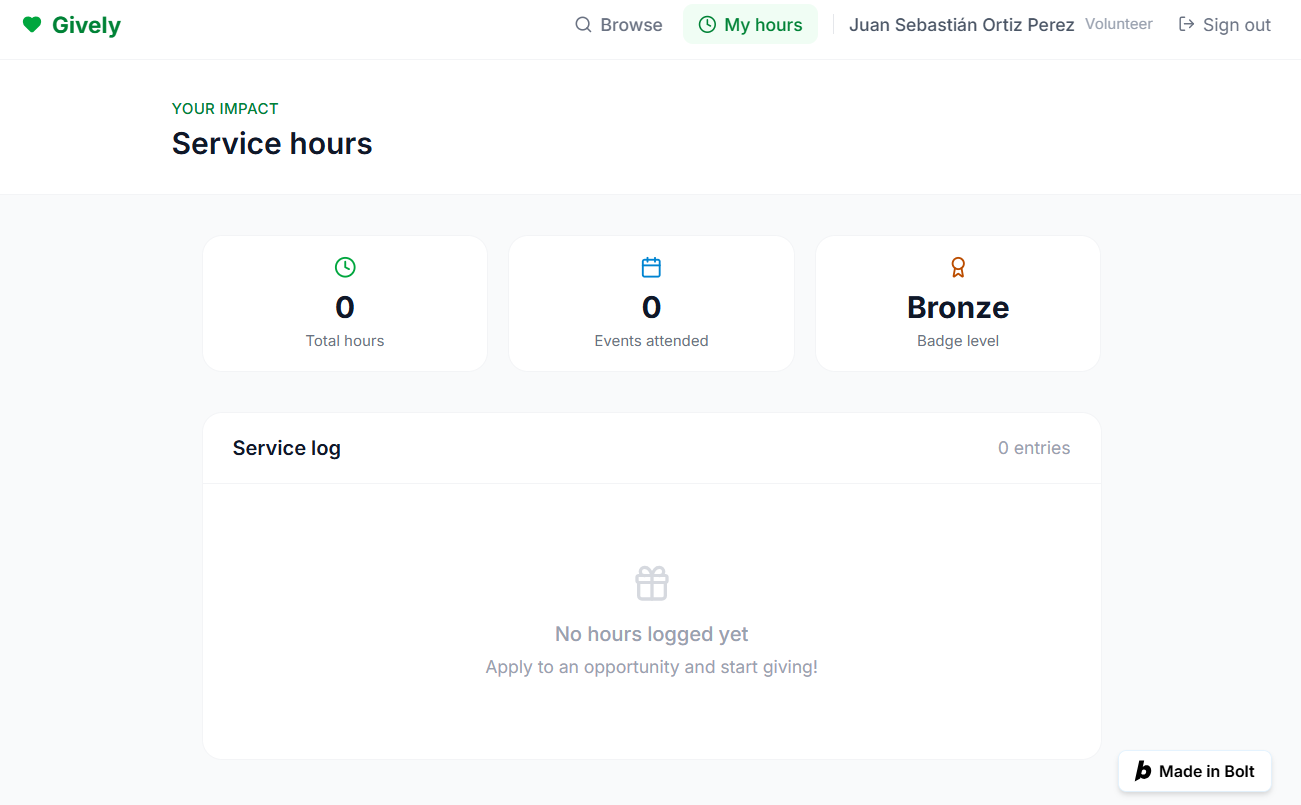 Gively
Browse
My hours
Juan Sebastián Ortiz Perez
Volunteer
Sign out
YOUR IMPACT
Service hours
0
Total hours
0
Events attended
Bronze
Badge level
Service log
0 entries
No hours logged yet
Apply to an opportunity and start giving!
b Made in Bolt